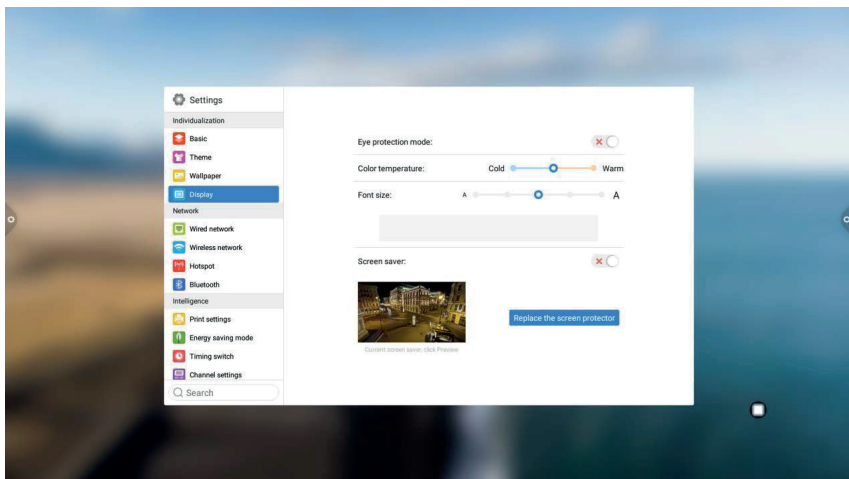 Settings
Individualization
Basic
Theme
Wallpaper
Display
Network
Wired network
Wireless network
Hotspot
Bluetooth
Intelligence
Print settings
Energy saving mode
Timing switch
Channel settings
Search
Eye protection mode:
Color temperature: Cold Warm
Font size: A A
Screen saver:
Replace the screen protector
Current screen saver, click Preview